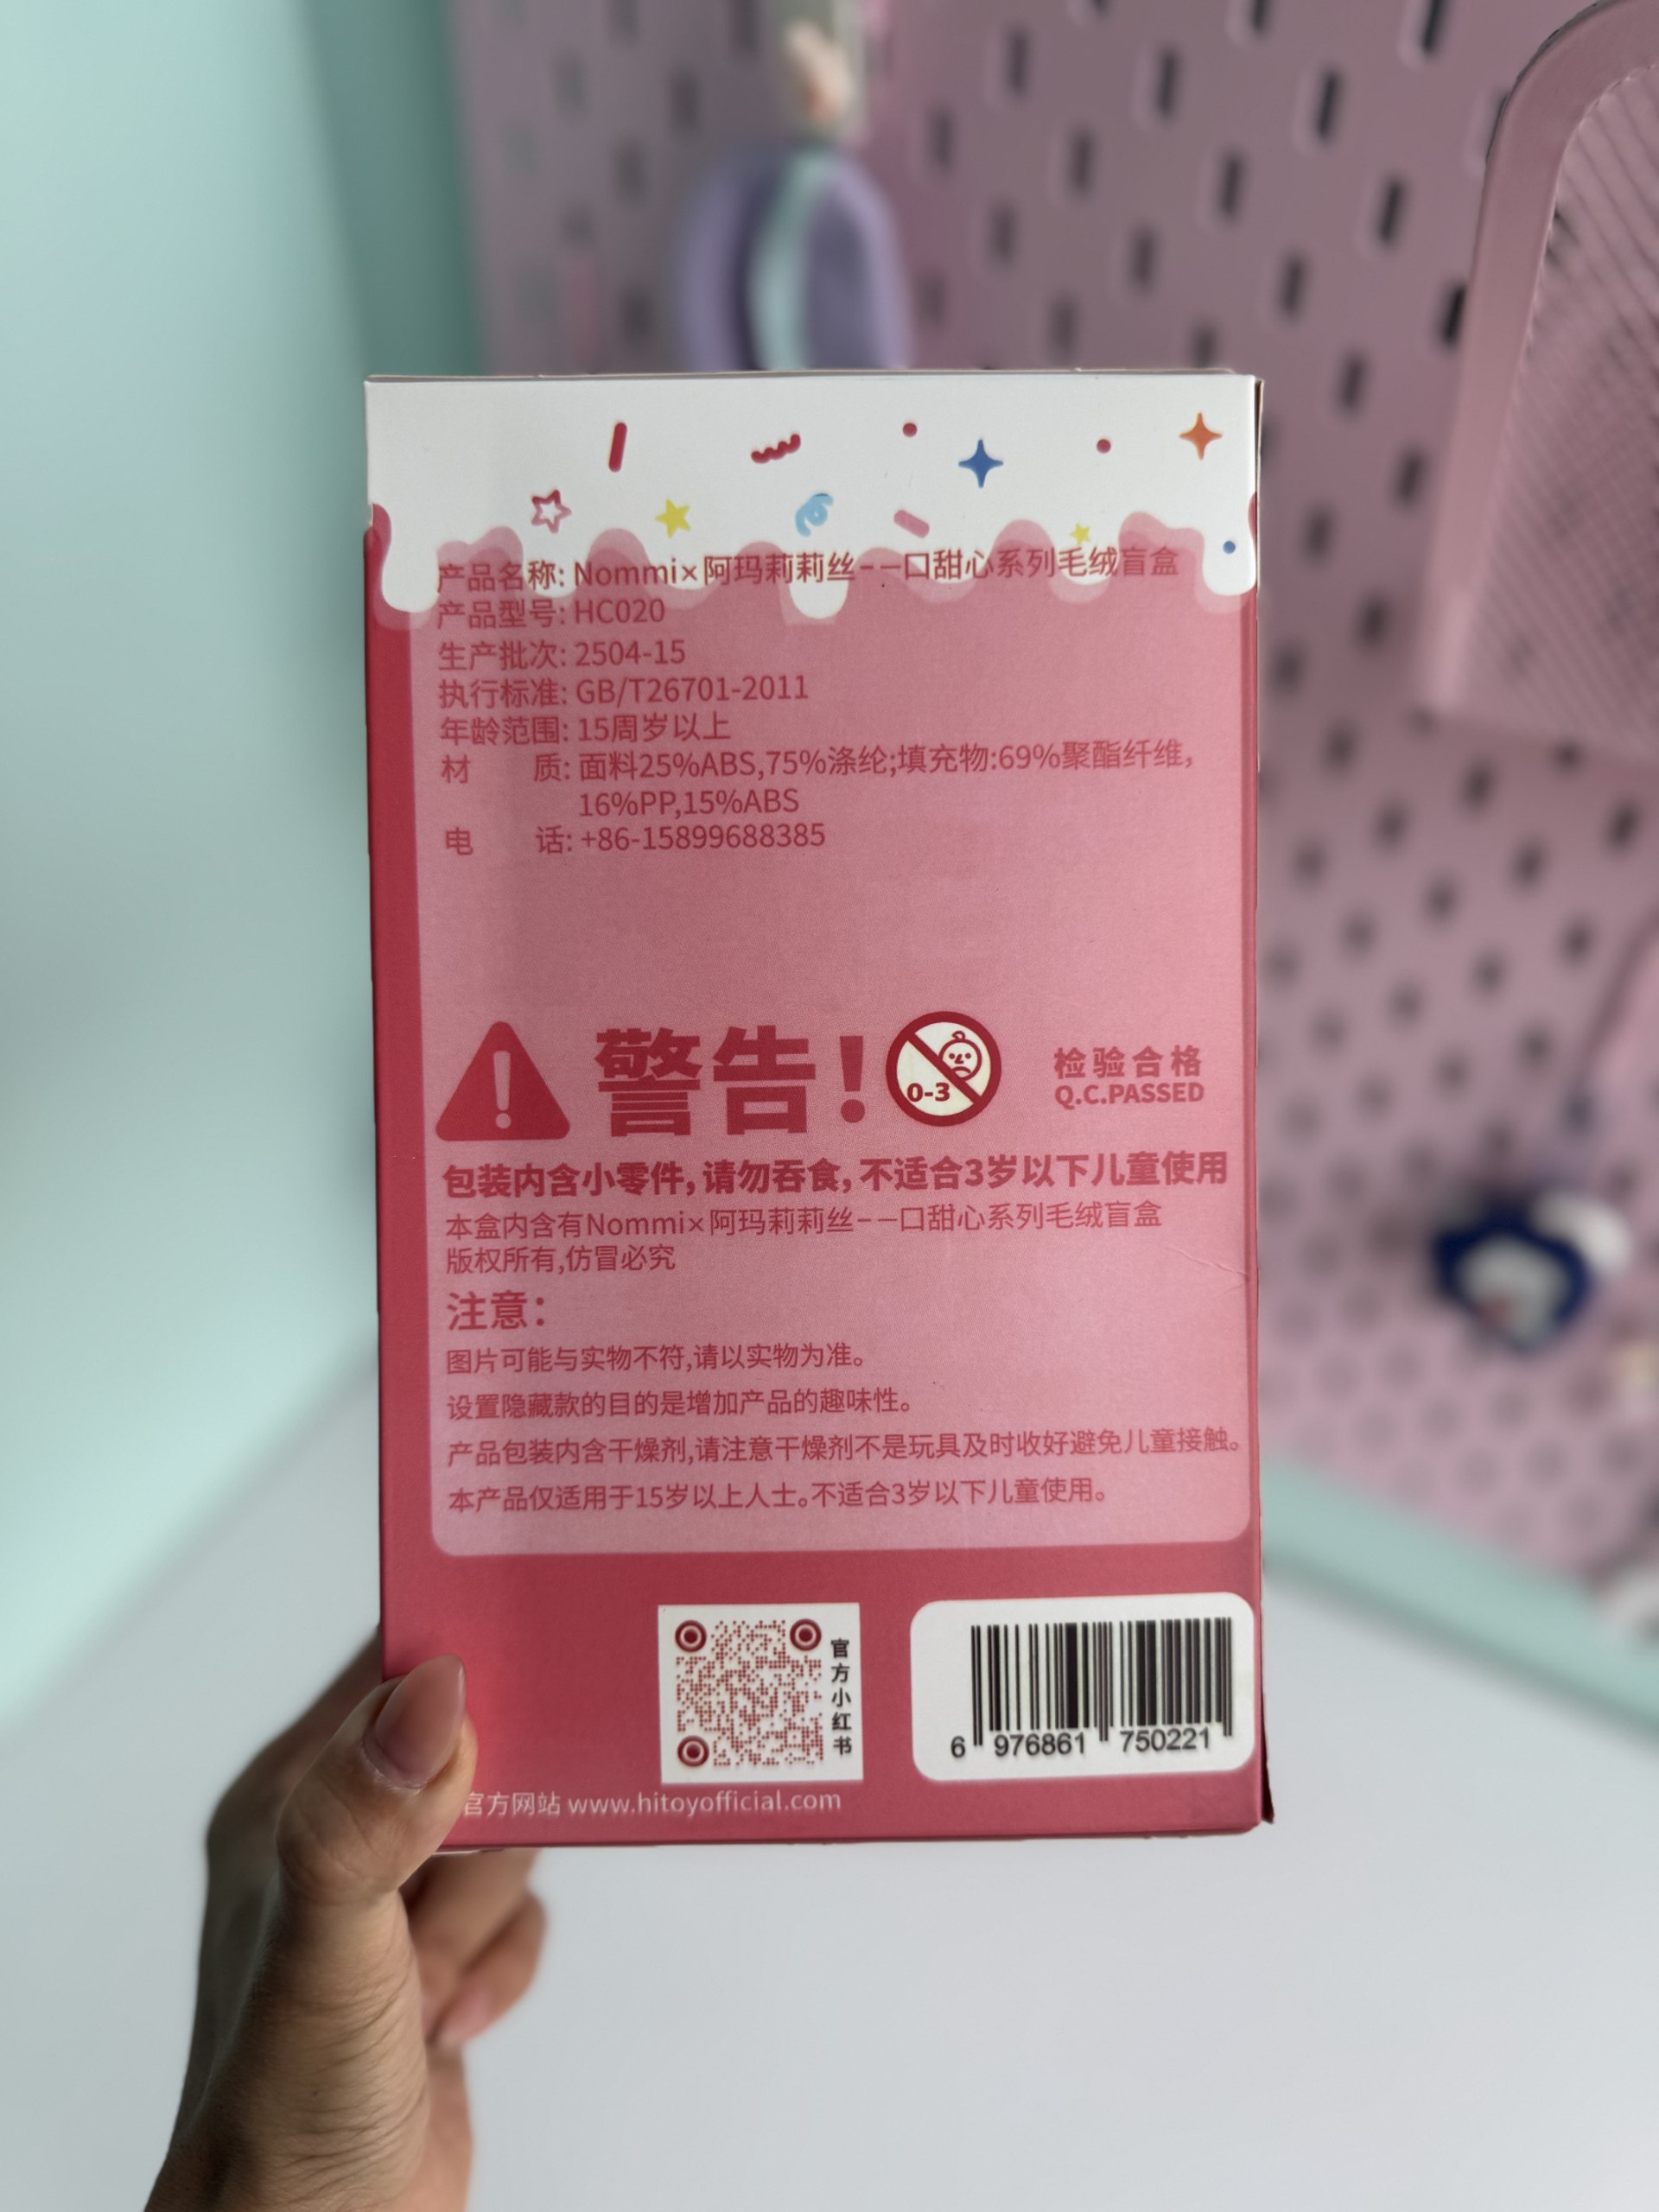 产品名称: Nommi×阿玛莉莉丝-一口甜心系列毛绒盲盒
产品型号: HC020
生产批次: 2504-15
执行标准: GB/T26701-2011
年龄范围: 15周岁以上
材 质: 面料25%ABS,75%涤纶;填充物:69%聚酯纤维,
16%PP,15%ABS
电 话: +86-15899688385
警告!
0-3
检验合格
Q.C.PASSED
包装内含小零件,请勿吞食,不适合3岁以下儿童使用
本盒内含有Nommi×阿玛莉莉丝-一口甜心系列毛绒盲盒
版权所有,仿冒必究
注意:
图片可能与实物不符,请以实物为准。
设置隐藏款的目的是增加产品的趣味性。
产品包装内含干燥剂,请注意干燥剂不是玩具及时收好避免儿童接触。
本产品仅适用于15岁以上人士。不适合3岁以下儿童使用。
官方小红书
6 976861 750221
官方网站 www.hitoyofficial.com